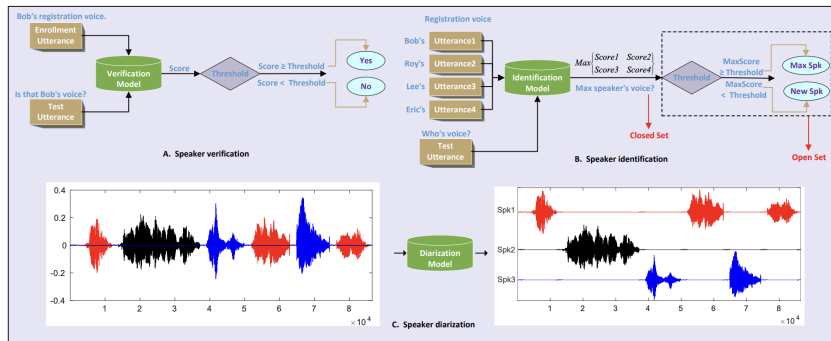 Bob's registration voice.
Enrollment
Utterance
Verification
Model
Score
Threshold
Score ≥ Threshold
Score < Threshold
Yes
No
Is that Bob's voice?
Test
Utterance
A. Speaker verification
Registration voice
Bob's
Utterance1
Roy's
Utterance2
Lee's
Utterance3
Eric's
Utterance4
Identification
Model
Max{Score1 Score2
Score3 Score4}
Max speaker's voice?
Closed Set
Threshold
MaxScore
≥ Threshold
MaxScore
< Threshold
Max Spk
New Spk
Open Set
Who's voice?
Test
Utterance
B. Speaker identification
0.4
0.2
0
-0.2
-0.4
1 2 3 4 5 6 7 8
× 10⁴
Diarization
Model
Spk1
Spk2
Spk3
1 2 3 4 5 6 7 8
× 10⁴
C. Speaker diarization